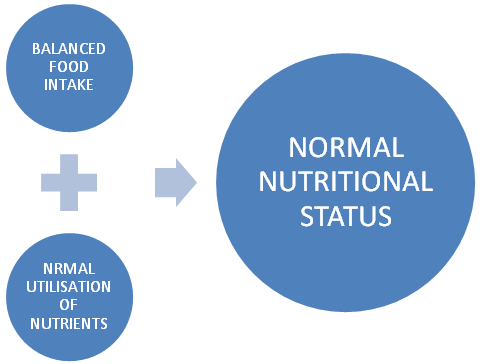 BALANCED
FOOD
INTAKE
NRMAL
UTILISATION
OF
NUTRIENTS
NORMAL
NUTRITIONAL
STATUS